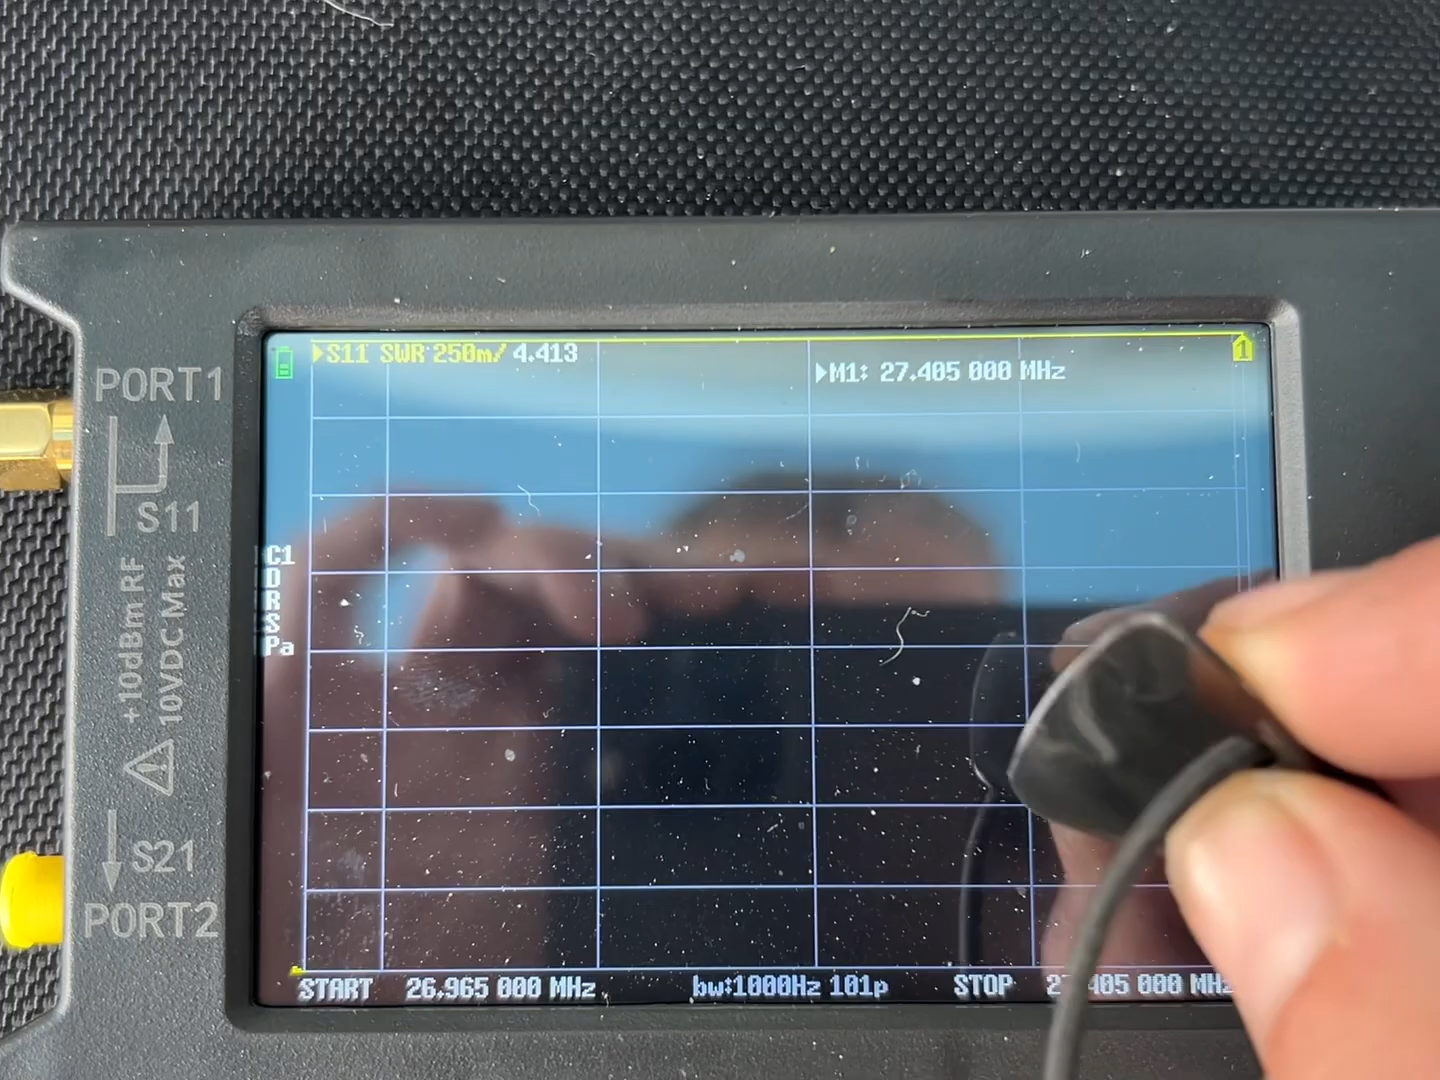 PORT1
S11
+10dBm RF
10VDC Max
S21
PORT2
S11 SWR 250m/ 4.413
1
M1: 27.405 000 MHz
C1
D
R
S
Pa
START 26.965 000 MHz bw:1000Hz 101p STOP 27.405 000 MHz